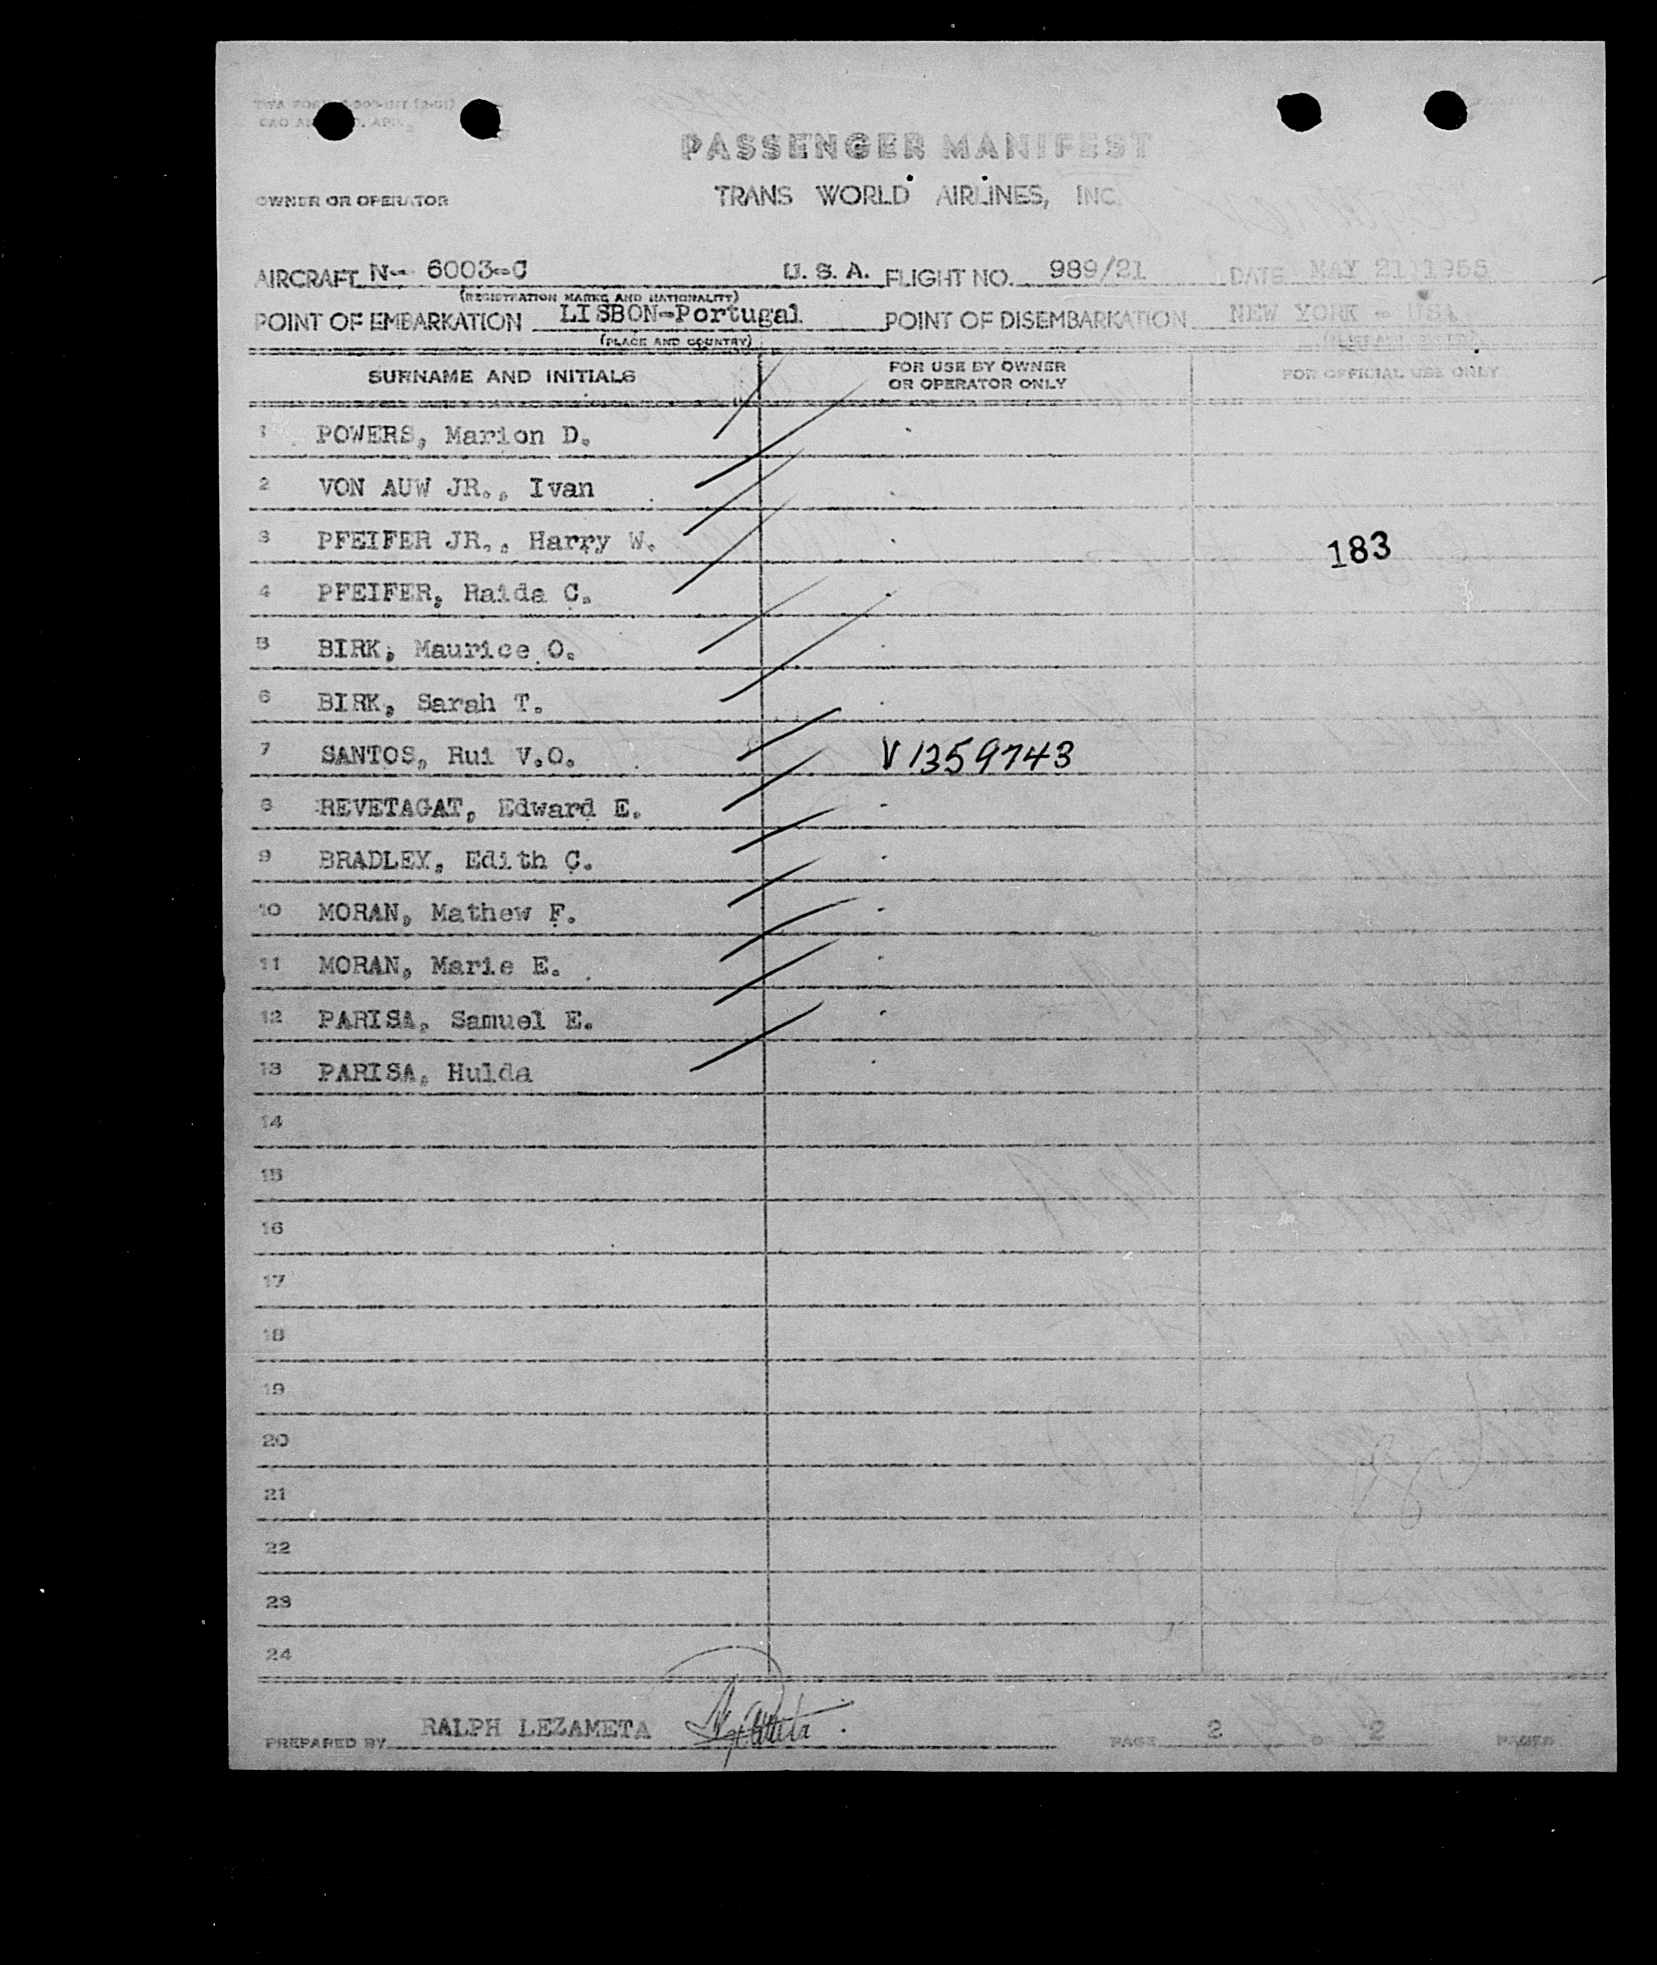 PASSENGER MANIFEST
OWNER OR OPERATOR TRANS WORLD AIRLINES, INC.
AIRCRAFT N-- 6003-C U.S.A. FLIGHT NO. 989/21 DATE MAY 21, 1955
(REGISTRATION MARKS AND NATIONALITY)
POINT OF EMBARKATION LISBON-Portugal POINT OF DISEMBARKATION NEW YORK - USA
(PLACE AND COUNTRY) (PLACE AND COUNTRY)
SURNAME AND INITIALS FOR USE BY OWNER OR OPERATOR ONLY FOR OFFICIAL USE ONLY
1 POWERS, Marion D.
2 VON AUW JR., Ivan
3 PFEIFER JR., Harry W. 183
4 PFEIFER, Raida C.
5 BIRK, Maurice O.
6 BIRK, Sarah T.
7 SANTOS, Rui V.O. V 1359743
8 REVETAGAT, Edward E.
9 BRADLEY, Edith C.
10 MORAN, Mathew F.
11 MORAN, Marie E.
12 PARISA, Samuel E.
13 PARISA, Hulda
14
15
16
17
18
19
20
21
22
23
24
PREPARED BY RALPH LEZAMETA PAGE 2 OF 2 PAGES